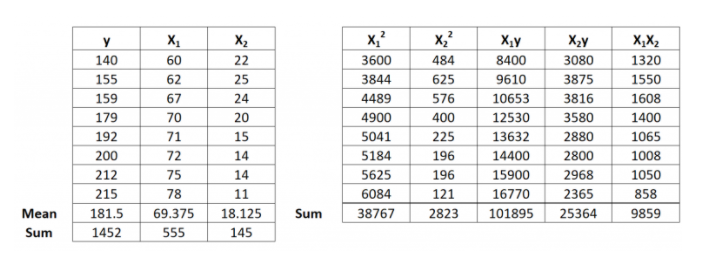 y X₁ X₂ X₁² X₂² X₁y X₂y X₁X₂
140 60 22 3600 484 8400 3080 1320
155 62 25 3844 625 9610 3875 1550
159 67 24 4489 576 10653 3816 1608
179 70 20 4900 400 12530 3580 1400
192 71 15 5041 225 13632 2880 1065
200 72 14 5184 196 14400 2800 1008
212 75 14 5625 196 15900 2968 1050
215 78 11 6084 121 16770 2365 858
Mean 181.5 69.375 18.125 Sum 38767 2823 101895 25364 9859
Sum 1452 555 145